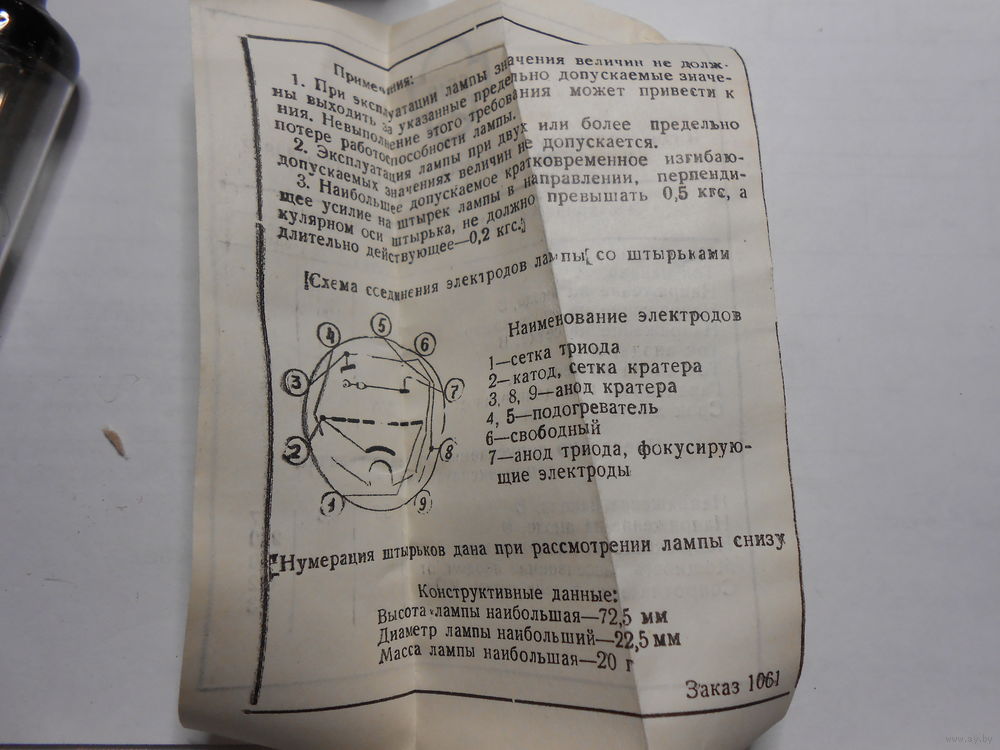 Примечания:
1. При эксплуатации лампы значения величин не долж-
ны выходить за указанные предельно допускаемые значе-
ния. Невыполнение этого требования может привести к
потере работоспособности лампы.
2. Эксплуатация лампы при двух или более предельно
допускаемых значениях величин не допускается.
3. Наибольшее допускаемое кратковременное изгибаю-
щее усилие на штырек лампы в направлении, перпенди-
кулярном оси штырька, не должно превышать 0,5 кгс, а
длительно действующее—0,2 кгс.
Схема соединения электродов лампы со штырьками
4
5
6
3
7
2
8
1
9
Наименование электродов
1—сетка триода
2—катод, сетка кратера
3, 8, 9—анод кратера
4, 5—подогреватель
6—свободный
7—анод триода, фокусирую-
щие электроды
Нумерация штырьков дана при рассмотрении лампы снизу
Конструктивные данные:
Высота лампы наибольшая—72,5 мм
Диаметр лампы наибольший—22,5 мм
Масса лампы наибольшая—20 г
Заказ 1061
www.ay.by